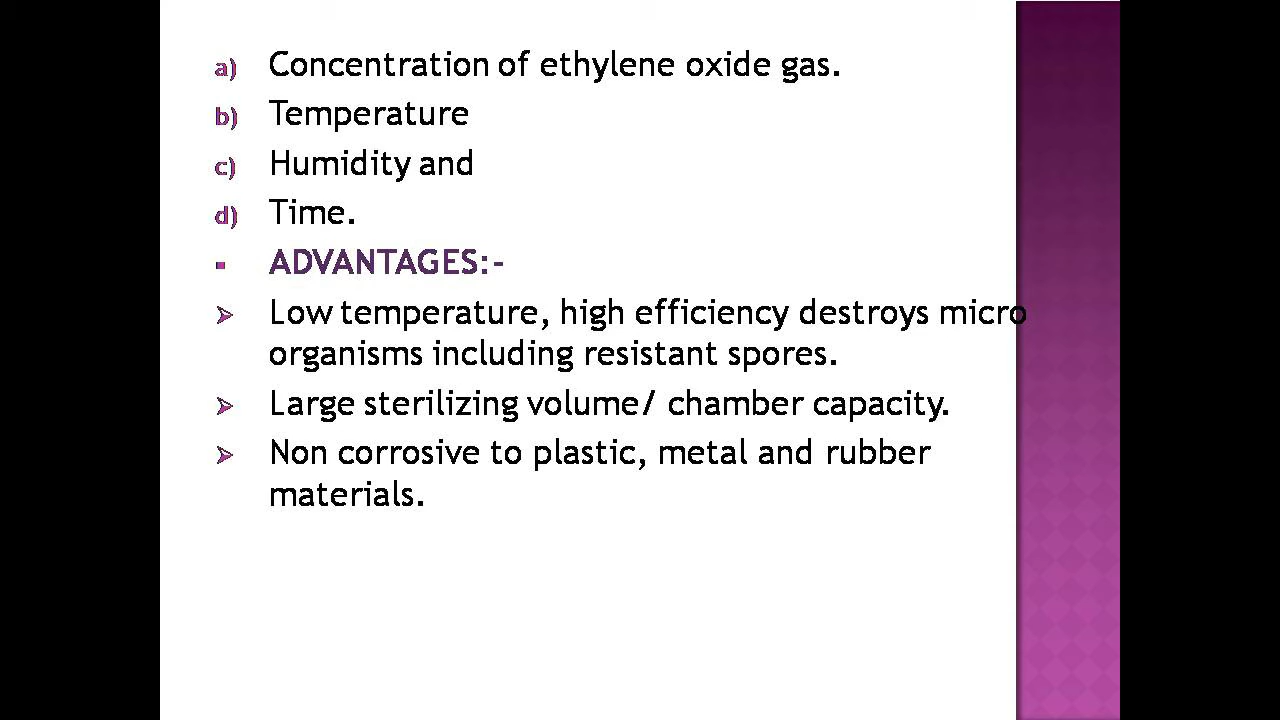 a) Concentration of ethylene oxide gas.
b) Temperature
c) Humidity and
d) Time.
▪ ADVANTAGES:-
➢ Low temperature, high efficiency destroys micro
organisms including resistant spores.
➢ Large sterilizing volume/ chamber capacity.
➢ Non corrosive to plastic, metal and rubber
materials.